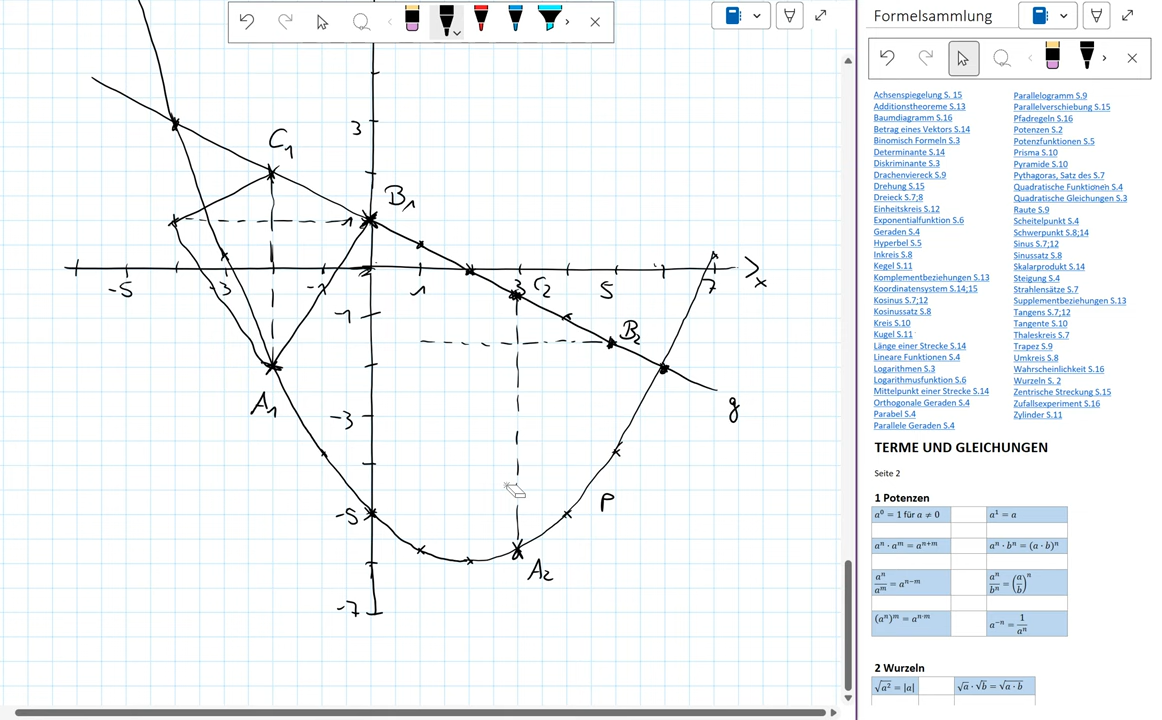 3
C₁
B₁
1
-5
-3
-1
1
3
C₂
5
7
x
-1
B₂
A₁
-3
g
-5
P
A₂
-7
Formelsammlung
Achsenspiegelung S. 15
Additionstheoreme S.13
Baumdiagramm S.16
Betrag eines Vektors S.14
Binomisch Formeln S.3
Determinante S.14
Diskriminante S.3
Drachenviereck S.9
Drehung S.15
Dreieck S.7;8
Einheitskreis S.12
Exponentialfunktion S.6
Geraden S.4
Hyperbel S.5
Inkreis S.8
Kegel S.11
Komplementbeziehungen S.13
Koordinatensystem S.14;15
Kosinus S.7;12
Kosinussatz S.8
Kreis S.10
Kugel S.11
Länge einer Strecke S.14
Lineare Funktionen S.4
Logarithmen S.3
Logarithmusfunktion S.6
Mittelpunkt einer Strecke S.14
Orthogonale Geraden S.4
Parabel S.4
Parallele Geraden S.4
Parallelogramm S.9
Parallelverschiebung S.15
Pfadregeln S.16
Potenzen S.2
Potenzfunktionen S.5
Prisma S.10
Pyramide S.10
Pythagoras, Satz des S.7
Quadratische Funktionen S.4
Quadratische Gleichungen S.3
Raute S.9
Scheitelpunkt S.4
Schwerpunkt S.8;14
Sinus S.7;12
Sinussatz S.8
Skalarprodukt S.14
Steigung S.4
Strahlensätze S.7
Supplementbeziehungen S.13
Tangens S.7;12
Tangente S.10
Thaleskreis S.7
Trapez S.9
Umkreis S.8
Wahrscheinlichkeit S.16
Wurzeln S. 2
Zentrische Streckung S.15
Zufallsexperiment S.16
Zylinder S.11
TERME UND GLEICHUNGEN
Seite 2
1 Potenzen
a⁰ = 1 für a ≠ 0
a¹ = a
aⁿ · aᵐ = aⁿ⁺ᵐ
aⁿ · bⁿ = (a · b)ⁿ
aⁿ/aᵐ = aⁿ⁻ᵐ
aⁿ/bⁿ = (a/b)ⁿ
(aⁿ)ᵐ = aⁿ·ᵐ
a⁻ⁿ = 1/aⁿ
2 Wurzeln
√a² = |a|
√a · √b = √a · b